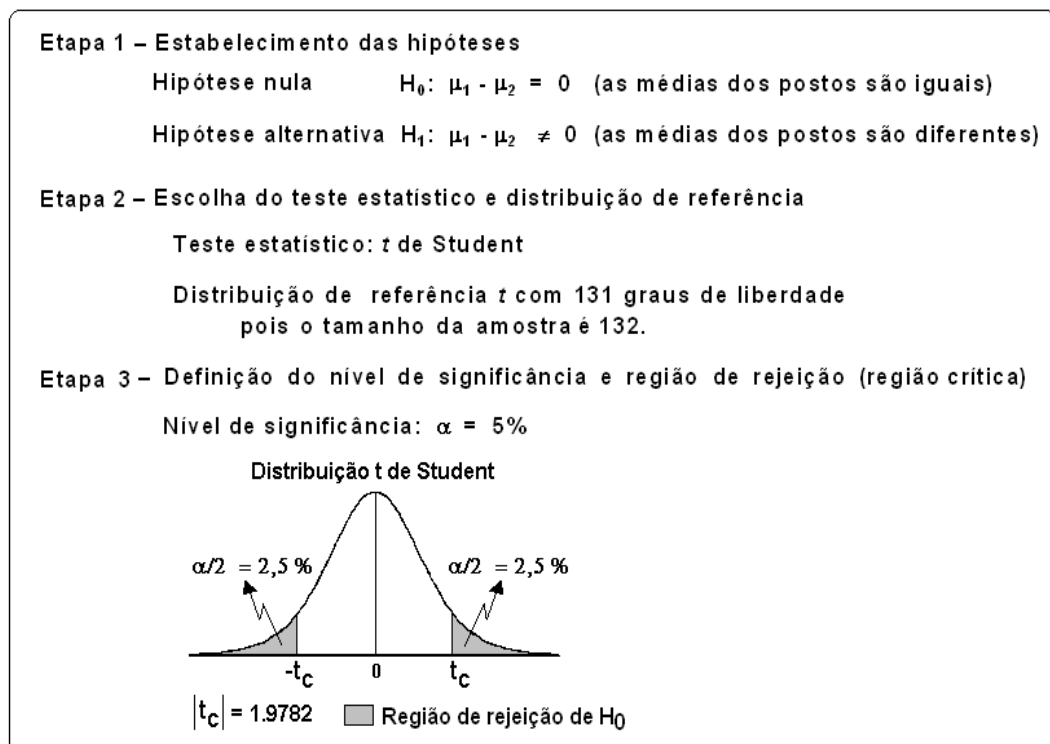 Etapa 1 – Estabelecimento das hipóteses
Hipótese nula H₀: μ₁ - μ₂ = 0 (as médias dos postos são iguais)
Hipótese alternativa H₁: μ₁ - μ₂ ≠ 0 (as médias dos postos são diferentes)
Etapa 2 – Escolha do teste estatístico e distribuição de referência
Teste estatístico: t de Student
Distribuição de referência t com 131 graus de liberdade
pois o tamanho da amostra é 132.
Etapa 3 – Definição do nível de significância e região de rejeição (região crítica)
Nível de significância: α = 5%
Distribuição t de Student
α/2 = 2,5 % α/2 = 2,5 %
-t_C 0 t_C
|t_C| = 1.9782 Região de rejeição de H₀